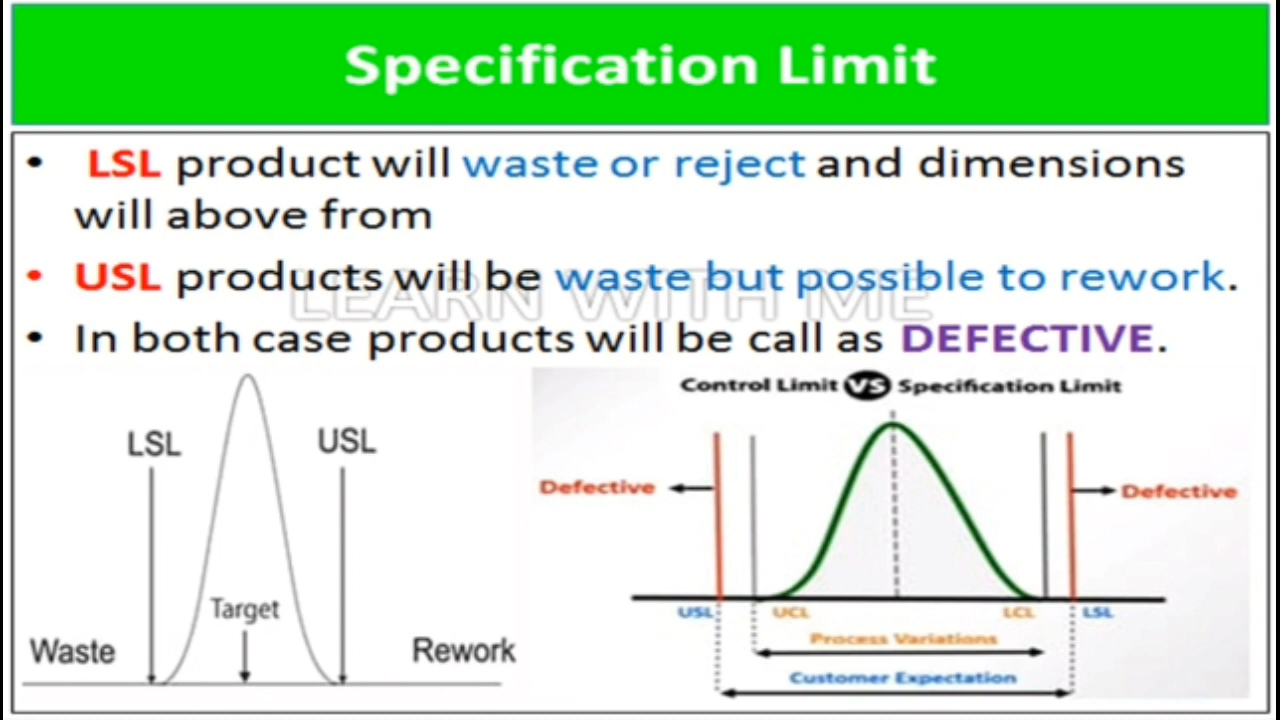 Specification Limit
• LSL product will waste or reject and dimensions
will above from
• USL products will be waste but possible to rework.
LEARN WITH ME
• In both case products will be call as DEFECTIVE.
LSL
USL
Target
Waste
Rework
Control Limit VS Specification Limit
Defective
Defective
USL UCL LCL LSL
Process Variations
Customer Expectation